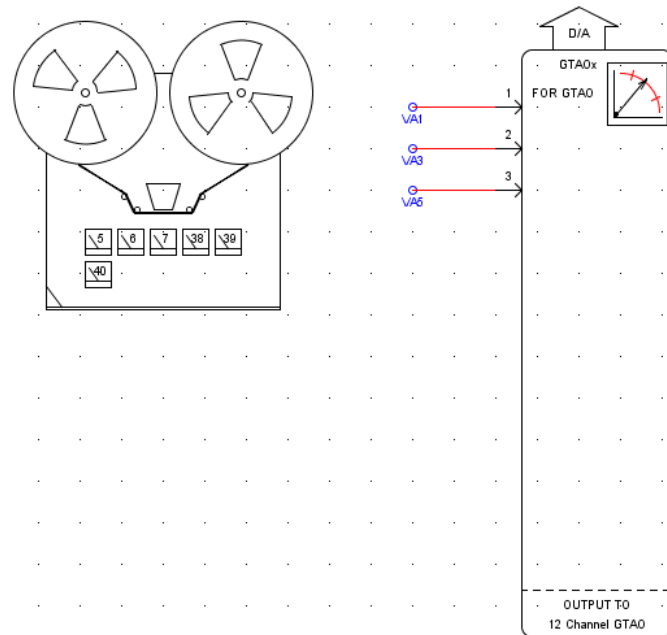 D/A
GTAOx
FOR GTAO
1
VA1
2
VA3
3
VA5
5 6 7 38 39
40
OUTPUT TO
12 Channel GTAO